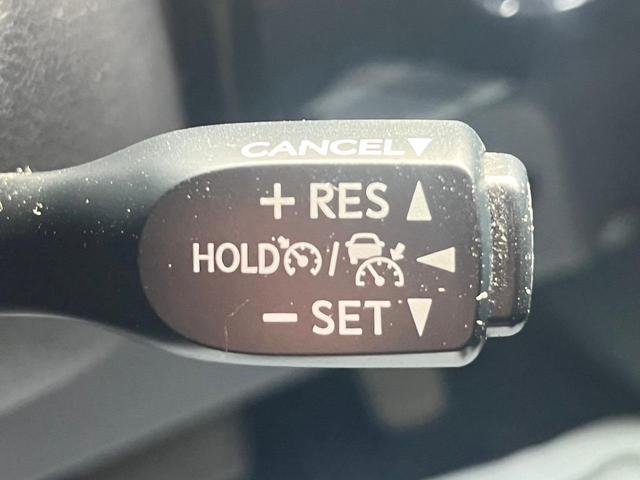 CANCEL▼
+ RES ▲
HOLD / ◀
− SET ▼